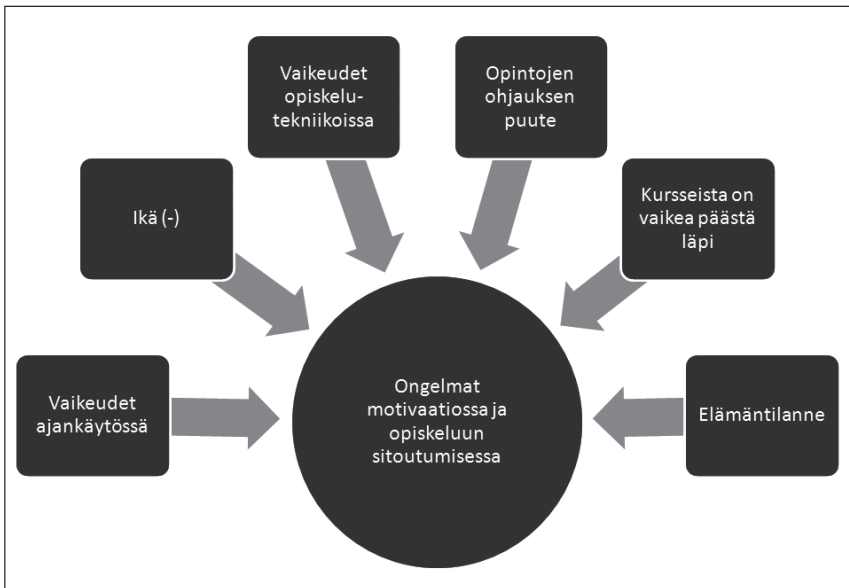 Vaikeudet
opiskelu-
tekniikoissa
Opintojen
ohjauksen
puute
Ikä (-)
Kursseista on
vaikea päästä
läpi
Vaikeudet
ajankäytössä
Ongelmat
motivaatiossa ja
opiskeluun
sitoutumisessa
Elämäntilanne